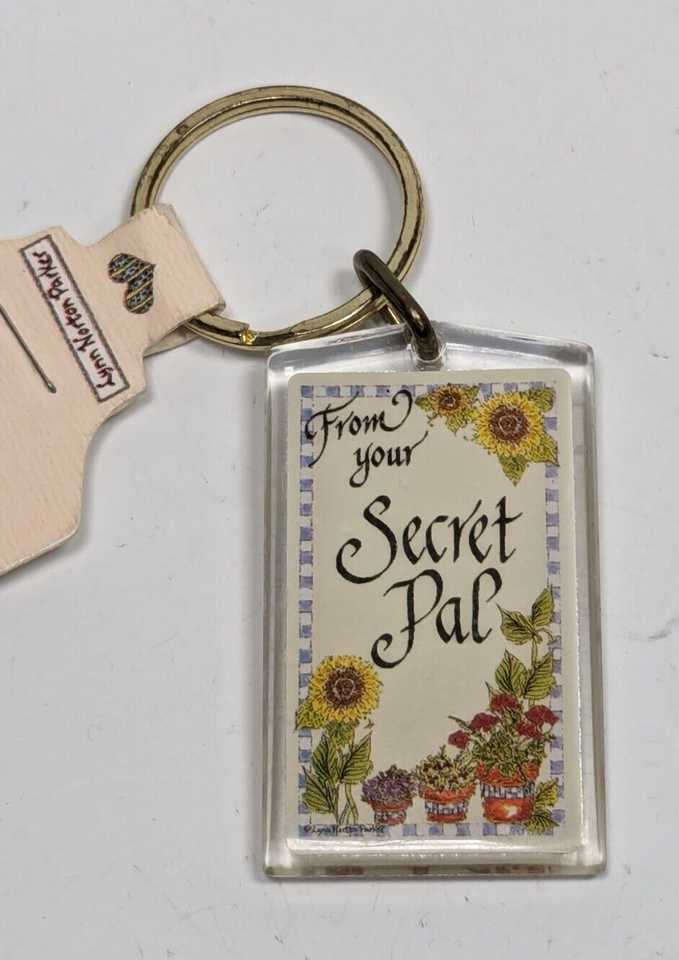 Lynn Norton Parker
From
your
Secret
Pal
©Lynn Norton Parker